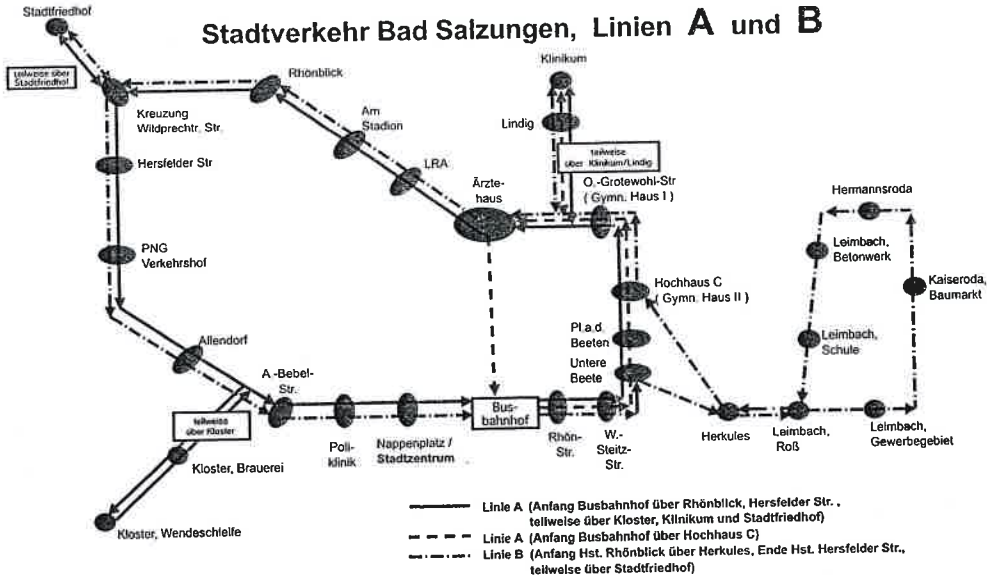 Stadtverkehr Bad Salzungen, Linien A und B
Stadtfriedhof
teilweise über
Stadtfriedhof
Kreuzung
Wildprechtr. Str.
Rhönblick
Am
Stadion
LRA
Ärzte-
haus
Klinikum
Lindig
teilweise
über Klinikum/Lindig
O.-Grotewohl-Str
( Gymn. Haus I )
Hersfelder Str
PNG
Verkehrshof
Hochhaus C
( Gymn. Haus II )
Pl.a.d.
Beeten
Untere
Beete
Hermannsroda
Leimbach,
Betonwerk
Kaiseroda,
Baumarkt
Leimbach,
Schule
Allendorf
A.-Bebel-
Str.
teilweise
über Kloster
Kloster, Brauerei
Kloster, Wendeschleife
Poli-
klinik
Nappenplatz /
Stadtzentrum
Bus-
bahnhof
Rhön-
Str.
W.-
Steitz-
Str.
Herkules
Leimbach,
Roß
Leimbach,
Gewerbegebiet
Linie A (Anfang Busbahnhof über Rhönblick, Hersfelder Str. ,
teilweise über Kloster, Klinikum und Stadtfriedhof)
Linie A (Anfang Busbahnhof über Hochhaus C)
Linie B (Anfang Hst. Rhönblick über Herkules, Ende Hst. Hersfelder Str.,
teilweise über Stadtfriedhof)